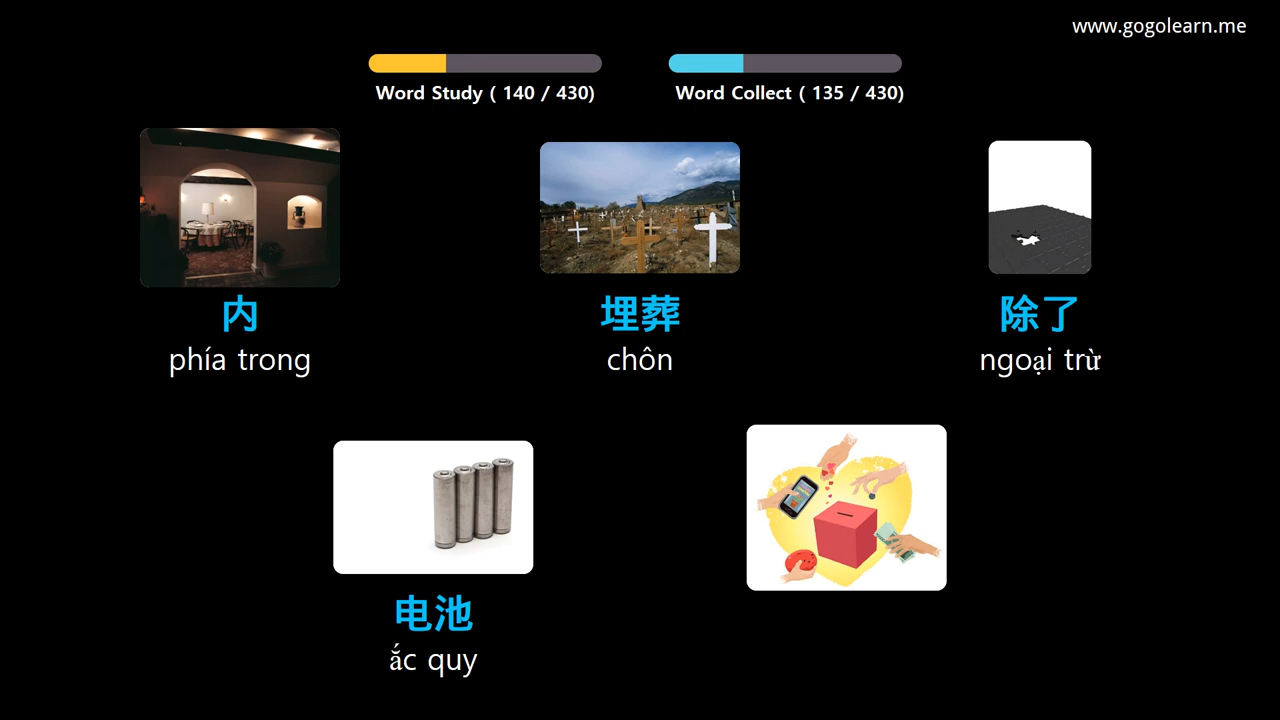 www.gogolearn.me
Word Study ( 140 / 430)
Word Collect ( 135 / 430)
内
phía trong
埋葬
chôn
除了
ngoại trừ
电池
ắc quy